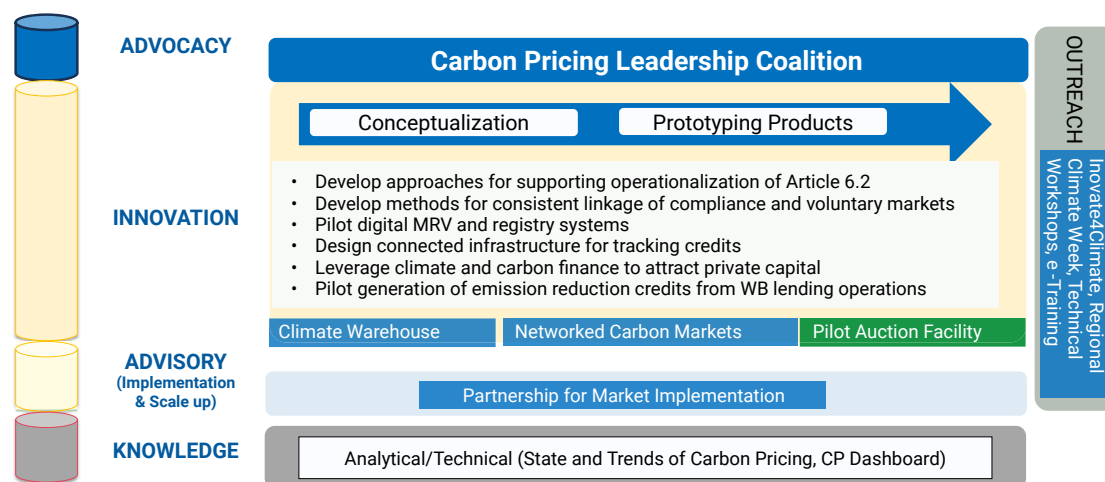 ADVOCACY
Carbon Pricing Leadership Coalition
Conceptualization
Prototyping Products
INNOVATION
• Develop approaches for supporting operationalization of Article 6.2
• Develop methods for consistent linkage of compliance and voluntary markets
• Pilot digital MRV and registry systems
• Design connected infrastructure for tracking credits
• Leverage climate and carbon finance to attract private capital
• Pilot generation of emission reduction credits from WB lending operations
Climate Warehouse
Networked Carbon Markets
Pilot Auction Facility
ADVISORY
(Implementation
& Scale up)
Partnership for Market Implementation
KNOWLEDGE
Analytical/Technical (State and Trends of Carbon Pricing, CP Dashboard)
OUTREACH
Inovate4Climate, Regional
Climate Week, Technical
Workshops, e -Training